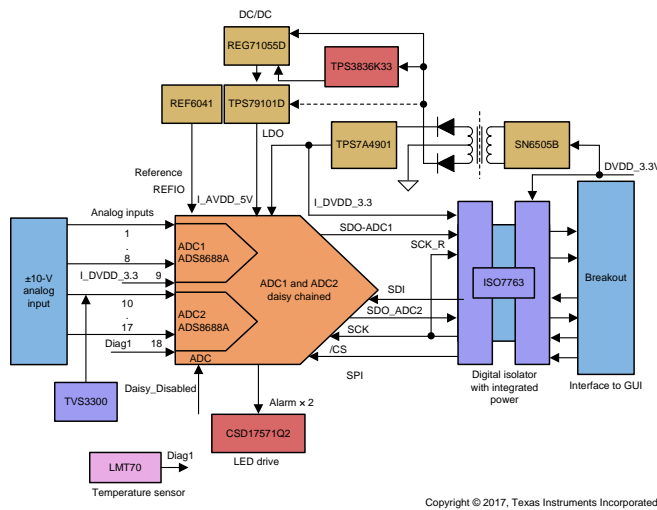 DC/DC
REG71055D
TPS3836K33
REF6041
TPS79101D
LDO
TPS7A4901
SN6505B
DVDD_3.3V
Reference
REFIO
I_AVDD_5V
I_DVDD_3.3
Analog inputs
1
.
.
8
I_DVDD_3.3
9
10
.
17
Diag1
18
±10-V
analog
input
ADC1
ADS8688A
ADC2
ADS8688A
ADC
ADC1 and ADC2
daisy chained
SDO-ADC1
SCK_R
SDI
SDO_ADC2
SCK
/CS
SPI
ISO7763
Breakout
Digital isolator
with integrated
power
Interface to GUI
TVS3300
Daisy_Disabled
Alarm × 2
CSD17571Q2
LED drive
LMT70
Diag1
Temperature sensor
Copyright © 2017, Texas Instruments Incorporated